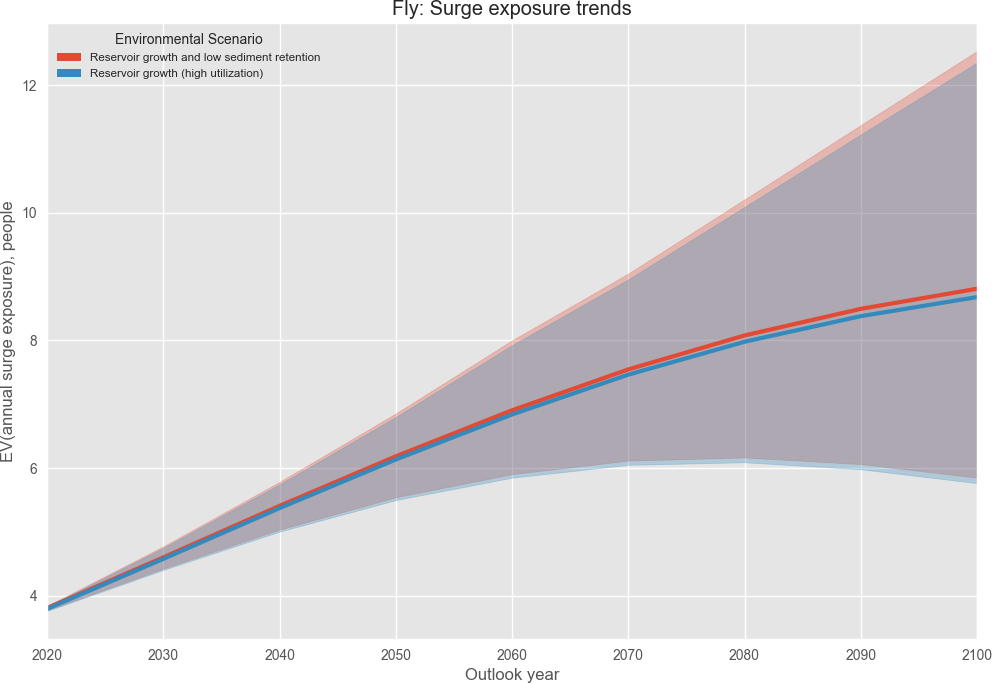 Fly: Surge exposure trends
Environmental Scenario
Reservoir growth and low sediment retention
Reservoir growth (high utilization)
EV(annual surge exposure), people
12
10
8
6
4
2020 2030 2040 2050 2060 2070 2080 2090 2100
Outlook year